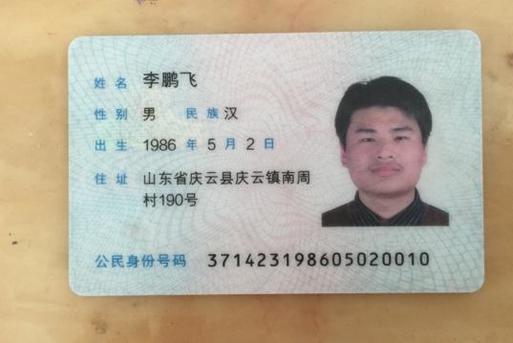 姓名 李鹏飞
性别 男 民族 汉
出生 1986 年 5 月 2 日
住址 山东省庆云县庆云镇南周
村190号
公民身份号码 371423198605020010